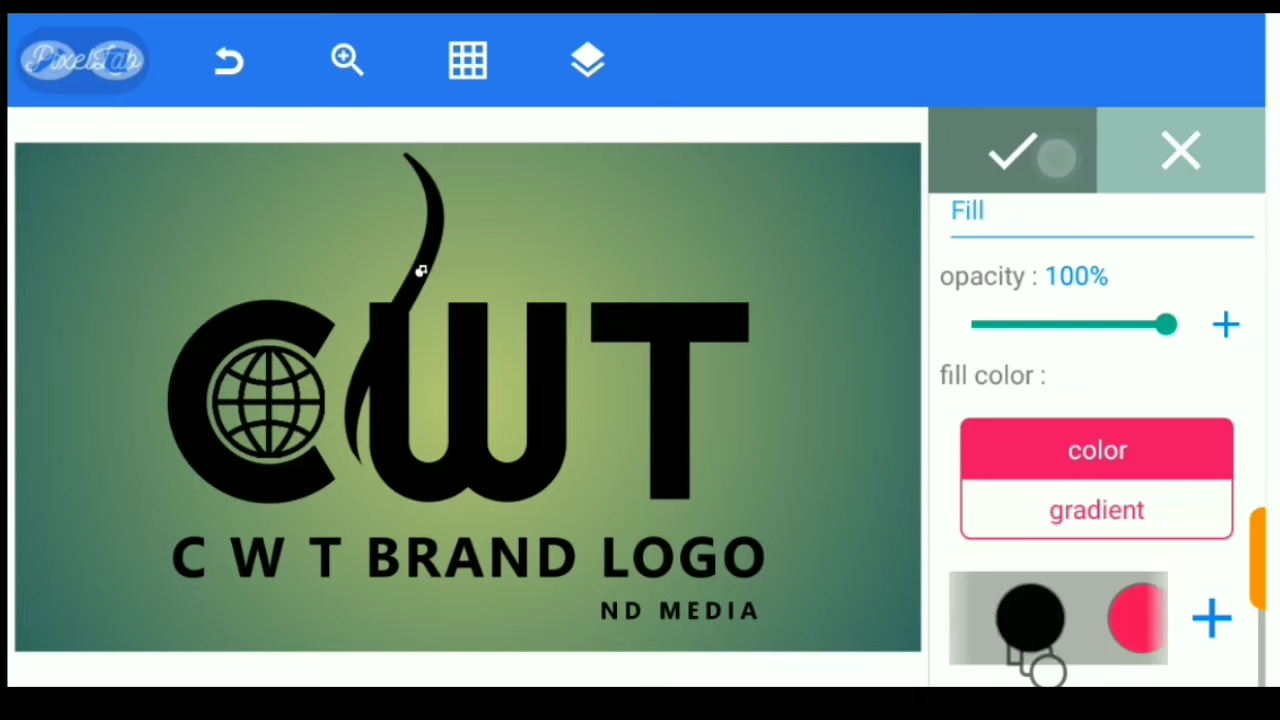 PixelLab
Fill
opacity : 100%
fill color :
color
gradient
CWT
C W T BRAND LOGO
ND MEDIA